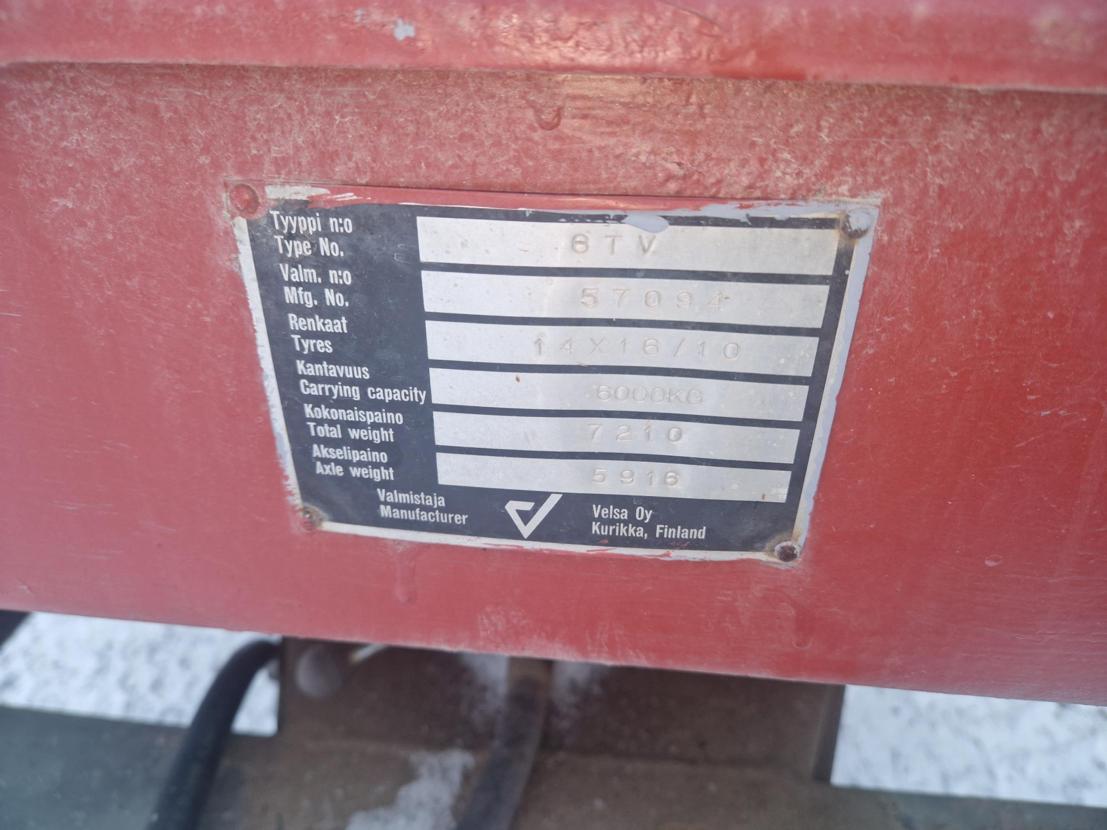 Tyyppi n:o
Type No. 6TV
Valm. n:o
Mfg. No. 57094
Renkaat
Tyres 14X16/10
Kantavuus
Carrying capacity 6000KG
Kokonaispaino
Total weight 7210
Akselipaino
Axle weight 5916
Valmistaja Velsa Oy
Manufacturer Kurikka, Finland